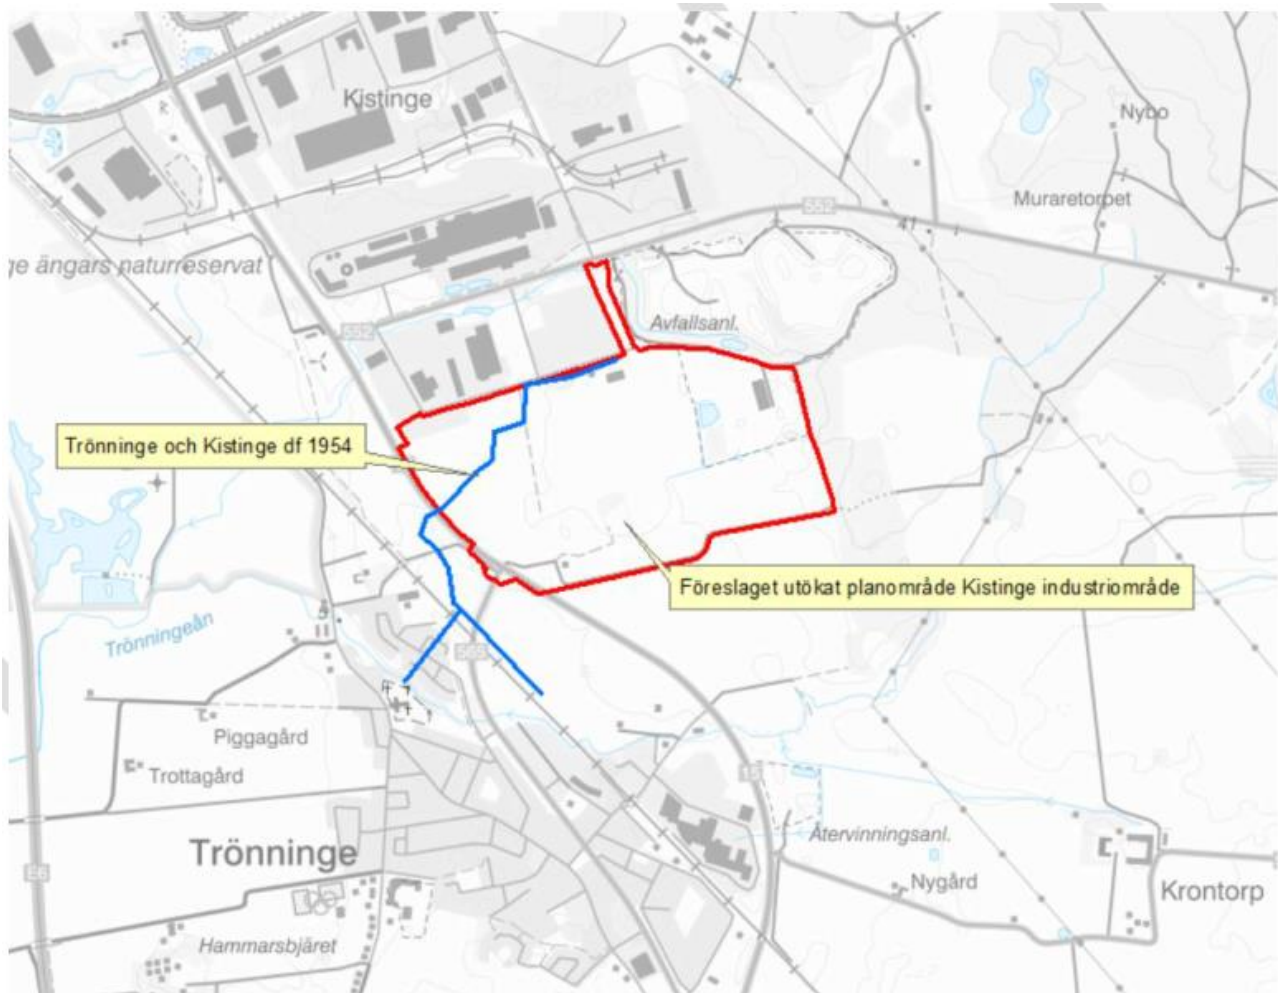 Kistinge
Nybo
Muraretorpet
552
41
ge ängars naturreservat
552
Avfallsanl.
Trönninge och Kistinge df 1954
Föreslaget utökat planområde Kistinge industriområde
Trönningeån
569
Piggagård
Trottagård
15
Återvinningsanl.
Trönninge
E6
Nygård
Krontorp
Hammarsbjäret